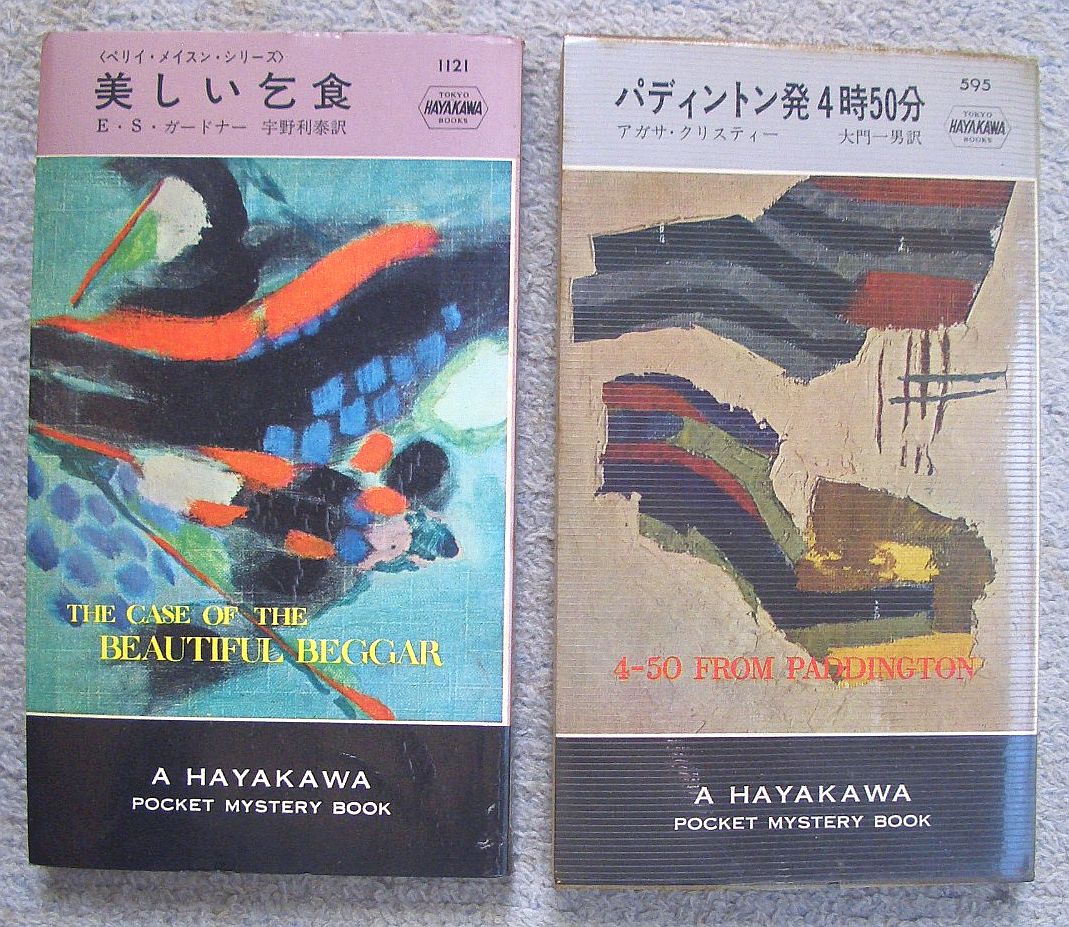 〈ペリイ・メイスン・シリーズ〉
美しい乞食
E・S・ガードナー 宇野利泰訳
1121
TOKYO
HAYAKAWA
BOOKS
THE CASE OF THE
BEAUTIFUL BEGGAR
A HAYAKAWA
POCKET MYSTERY BOOK
パディントン発4時50分
アガサ・クリスティー 大門一男訳
595
TOKYO
HAYAKAWA
BOOKS
4-50 FROM PADDINGTON
A HAYAKAWA
POCKET MYSTERY BOOK